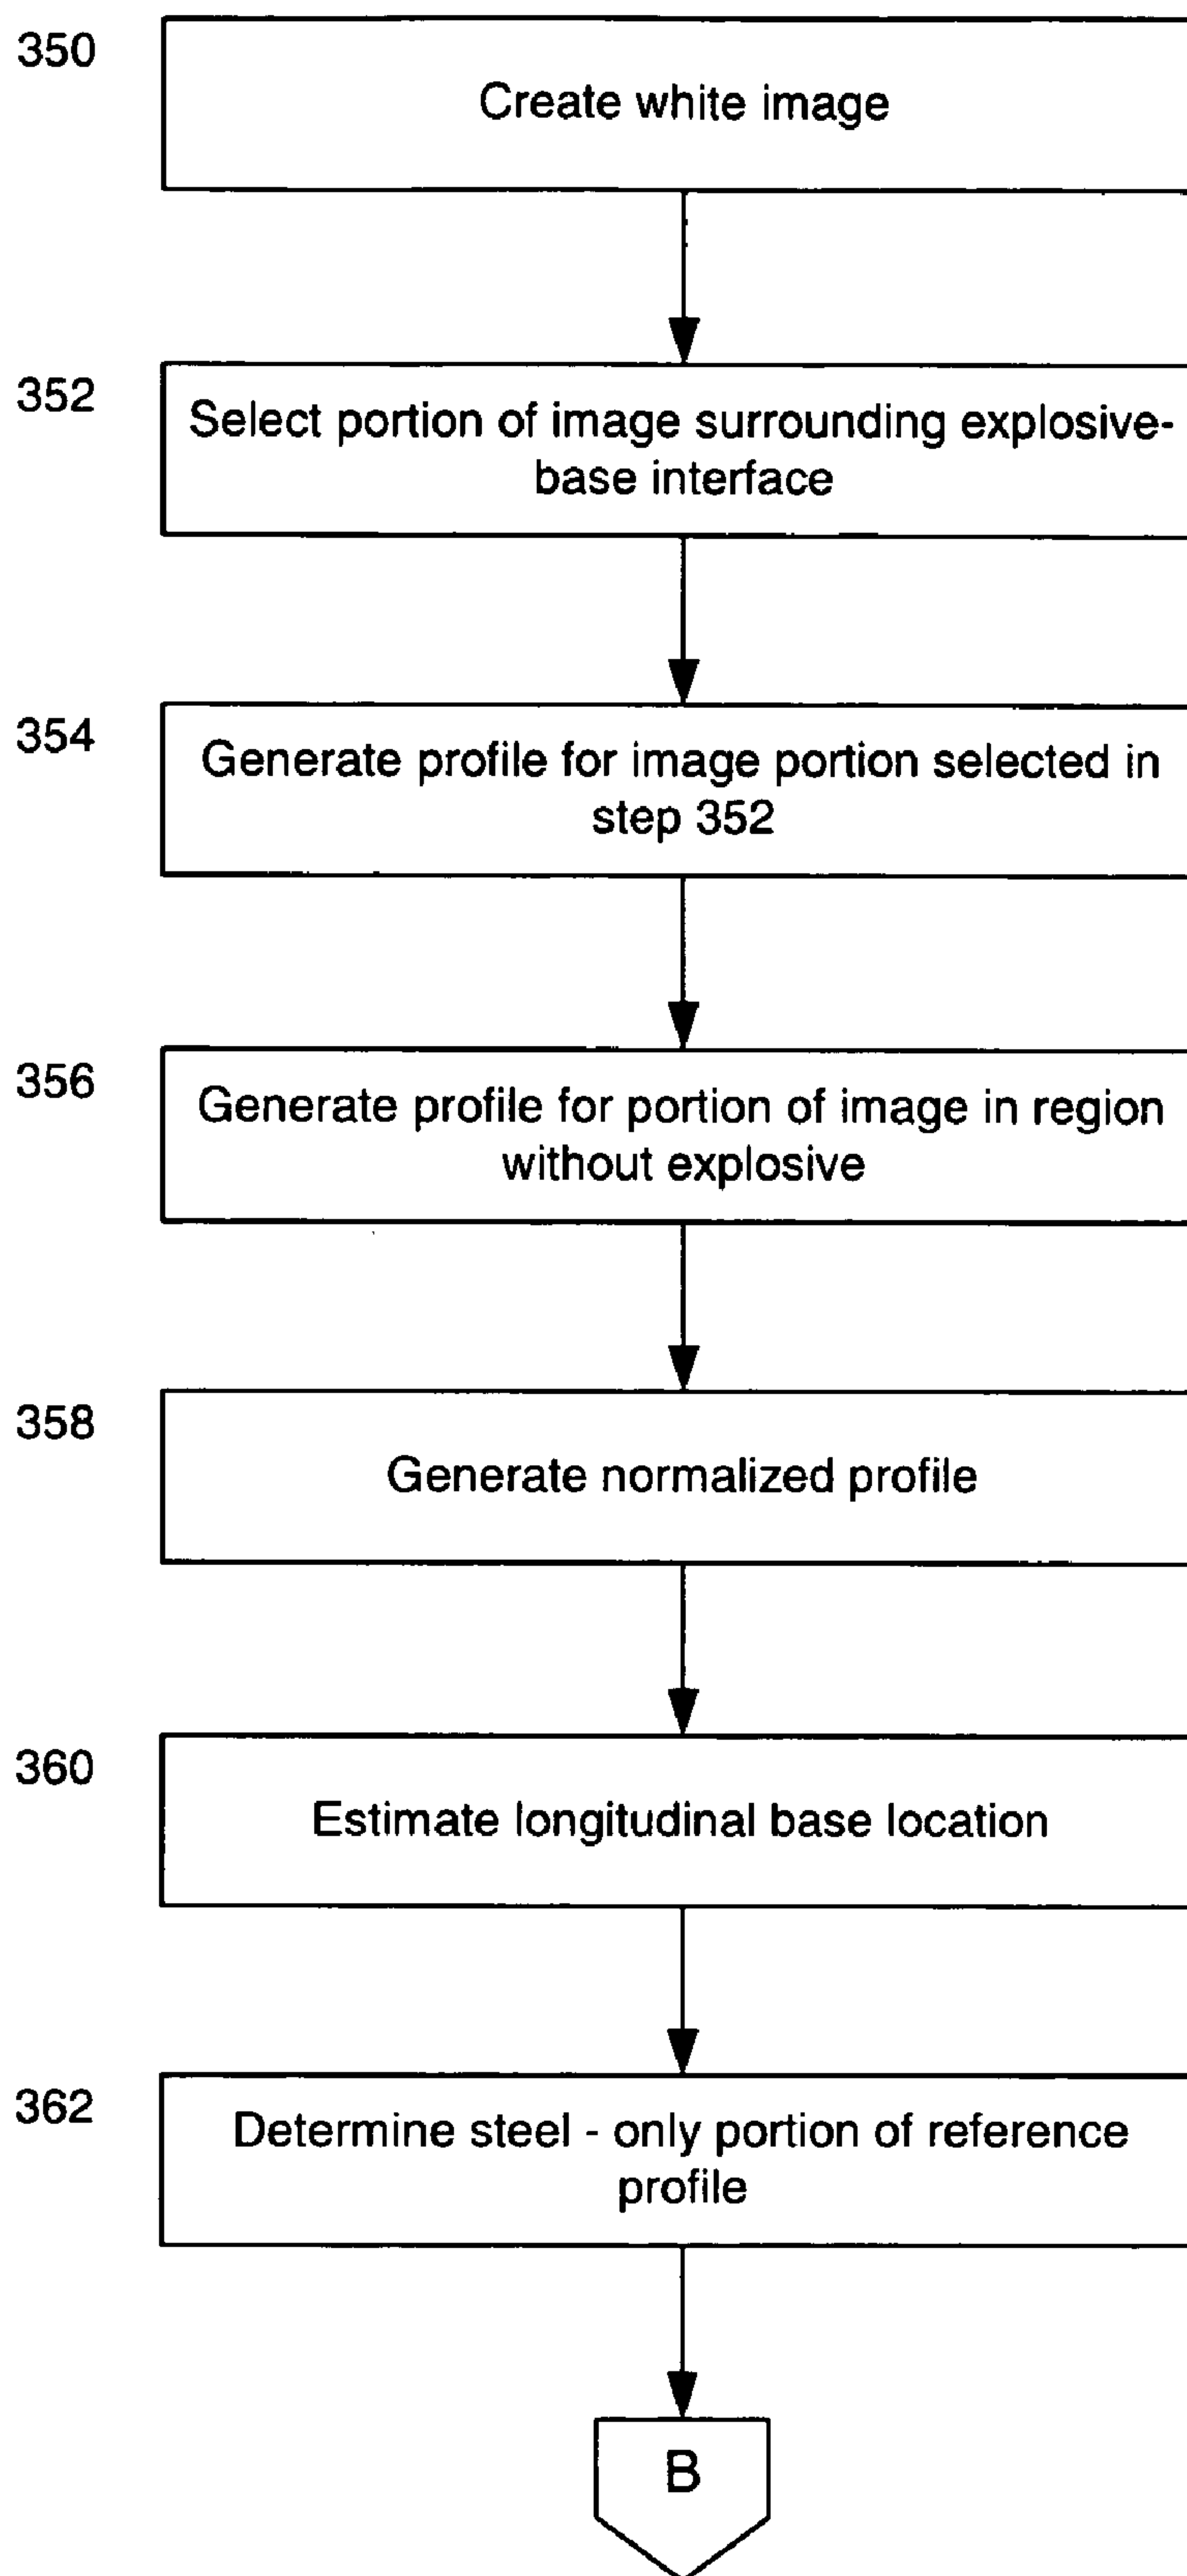 350
Create white image
352
Select portion of image surrounding explosive-
base interface
354
Generate profile for image portion selected in
step 352
356
Generate profile for portion of image in region
without explosive
358
Generate normalized profile
360
Estimate longitudinal base location
362
Determine steel - only portion of reference
profile
B